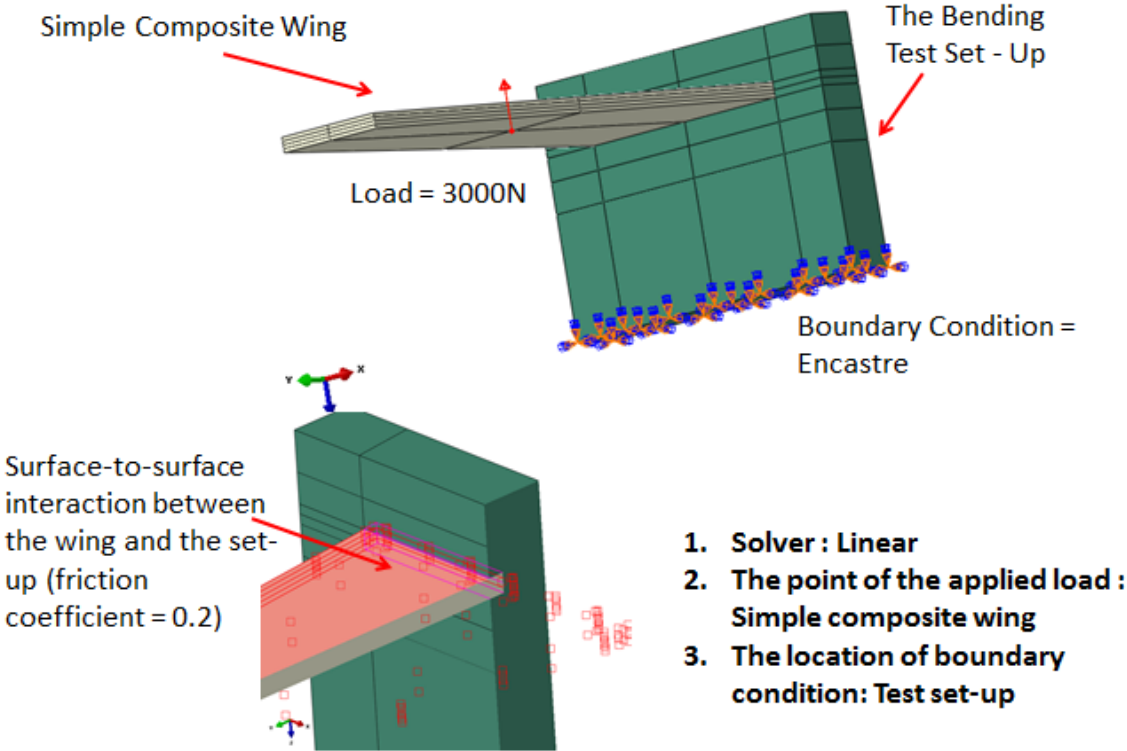 Simple Composite Wing
The Bending
Test Set - Up
Load = 3000N
Boundary Condition =
Encastre
Y
X
Surface-to-surface
interaction between
the wing and the set-
up (friction
coefficient = 0.2)
1. Solver : Linear
2. The point of the applied load :
Simple composite wing
3. The location of boundary
condition: Test set-up